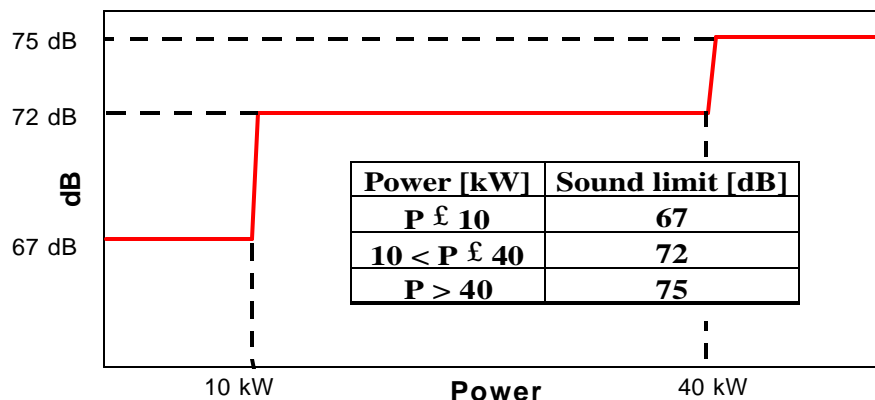 75 dB
72 dB
dB
Power [kW] Sound limit [dB]
P £ 10 67
67 dB
10 < P £ 40 72
P > 40 75
10 kW Power 40 kW